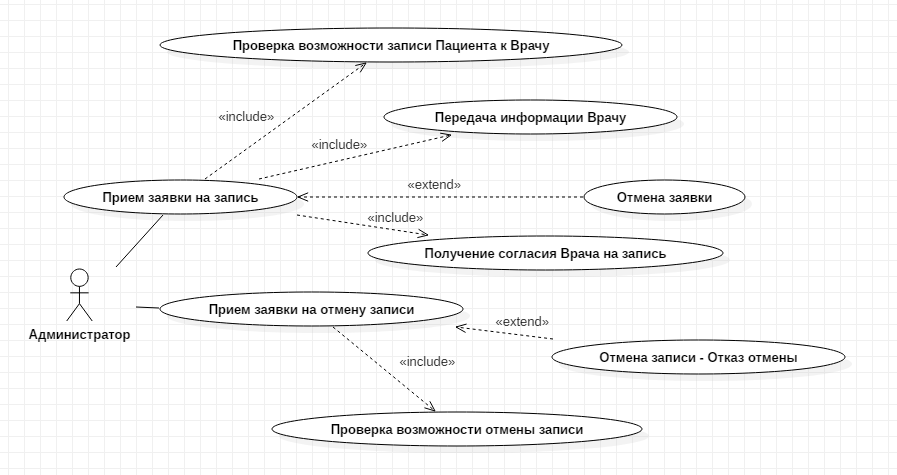 Проверка возможности записи Пациента к Врачу
«include»
Передача информации Врачу
«include»
«extend»
Прием заявки на запись
Отмена заявки
«include»
Получение согласия Врача на запись
Прием заявки на отмену записи
«extend»
Администратор
Отмена записи - Отказ отмены
«include»
Проверка возможности отмены записи